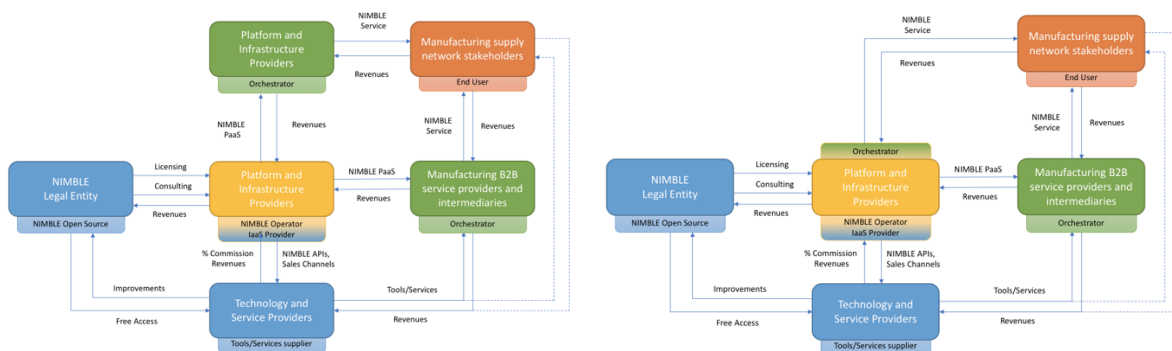 NIMBLE
Service
Platform and
Infrastructure
Providers
Manufacturing supply
network stakeholders
Revenues
Orchestrator
End User
NIMBLE
PaaS
Revenues
NIMBLE
Service
Revenues
Licensing
NIMBLE PaaS
NIMBLE
Legal Entity
Consulting
Platform and
Infrastructure
Providers
Manufacturing B2B
service providers and
intermediaries
Revenues
Revenues
NIMBLE Open Source
NIMBLE Operator
IaaS Provider
Orchestrator
% Commission
Revenues
NIMBLE APIs,
Sales Channels
Improvements
Tools/Services
Technology and
Service Providers
Free Access
Revenues
Tools/Services supplier
NIMBLE
Service
Manufacturing supply
network stakeholders
Revenues
End User
NIMBLE
Service
Revenues
Orchestrator
Licensing
NIMBLE PaaS
NIMBLE
Legal Entity
Consulting
Platform and
Infrastructure
Providers
Manufacturing B2B
service providers and
intermediaries
Revenues
Revenues
NIMBLE Open Source
NIMBLE Operator
IaaS Provider
Orchestrator
% Commission
Revenues
NIMBLE APIs,
Sales Channels
Improvements
Tools/Services
Technology and
Service Providers
Free Access
Revenues
Tools/Services supplier